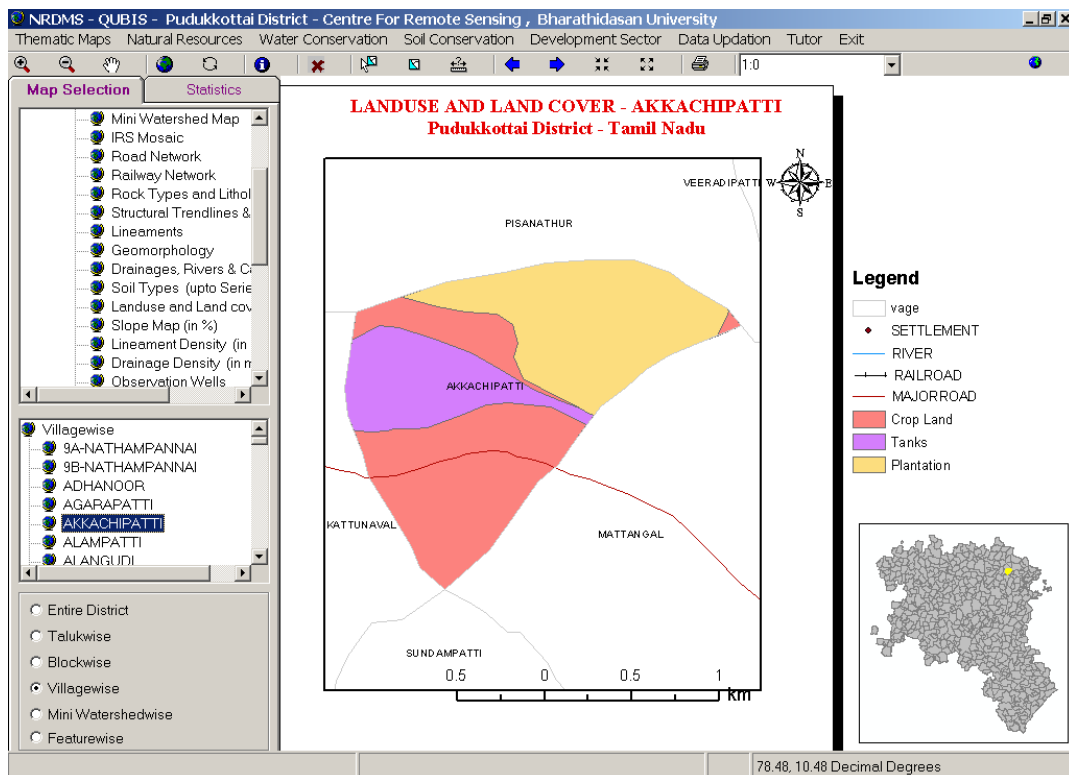 NRDMS - QUBIS - Pudukkottai District - Centre For Remote Sensing , Bharathidasan University
Thematic Maps Natural Resources Water Conservation Soil Conservation Development Sector Data Updation Tutor Exit
1:0
Map Selection Statistics
Mini Watershed Map
IRS Mosaic
Road Network
Railway Network
Rock Types and Lithol
Structural Trendlines &
Lineaments
Geomorphology
Drainages, Rivers & C
Soil Types (upto Serie
Landuse and Land cov
Slope Map (in %)
Lineament Density (in
Drainage Density (in m
Observation Wells
Villagewise
9A-NATHAMPANNAI
9B-NATHAMPANNAI
ADHANOOR
AGARAPATTI
AKKACHIPATTI
ALAMPATTI
ALANGUDI
Entire District
Talukwise
Blockwise
Villagewise
Mini Watershedwise
Featurewise
LANDUSE AND LAND COVER - AKKACHIPATTI
Pudukkottai District - Tamil Nadu
N
VEERADIPATTI W E
S
PISANATHUR
AKKACHIPATTI
KATTUNAVAL
MATTANGAL
SUNDAMPATTI
0.5 0 0.5 1
km
Legend
vage
SETTLEMENT
RIVER
RAILROAD
MAJORROAD
Crop Land
Tanks
Plantation
78.48, 10.48 Decimal Degrees